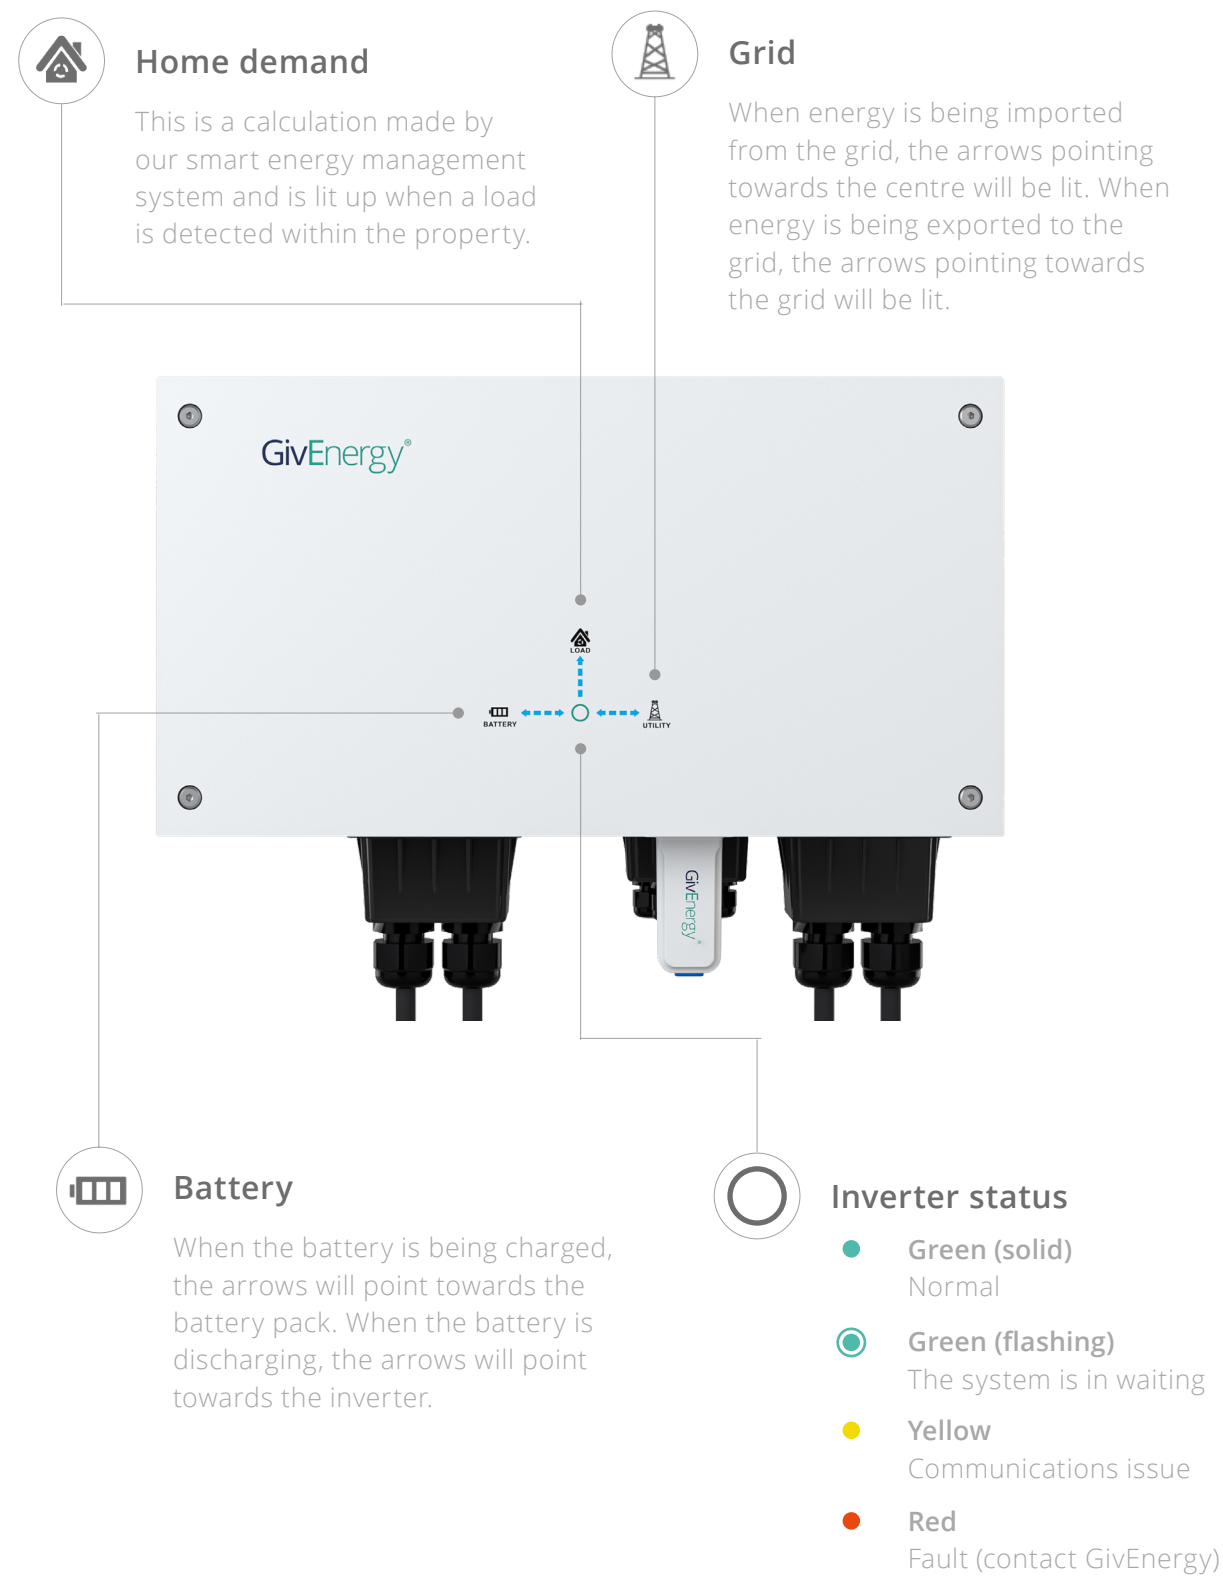 Home demand
This is a calculation made by
our smart energy management
system and is lit up when a load
is detected within the property.
Grid
When energy is being imported
from the grid, the arrows pointing
towards the centre will be lit. When
energy is being exported to the
grid, the arrows pointing towards
the grid will be lit.
GivEnergy®
LOAD
BATTERY
UTILITY
GivEnergy®
Battery
When the battery is being charged,
the arrows will point towards the
battery pack. When the battery is
discharging, the arrows will point
towards the inverter.
Inverter status
Green (solid)
Normal
Green (flashing)
The system is in waiting
Yellow
Communications issue
Red
Fault (contact GivEnergy)